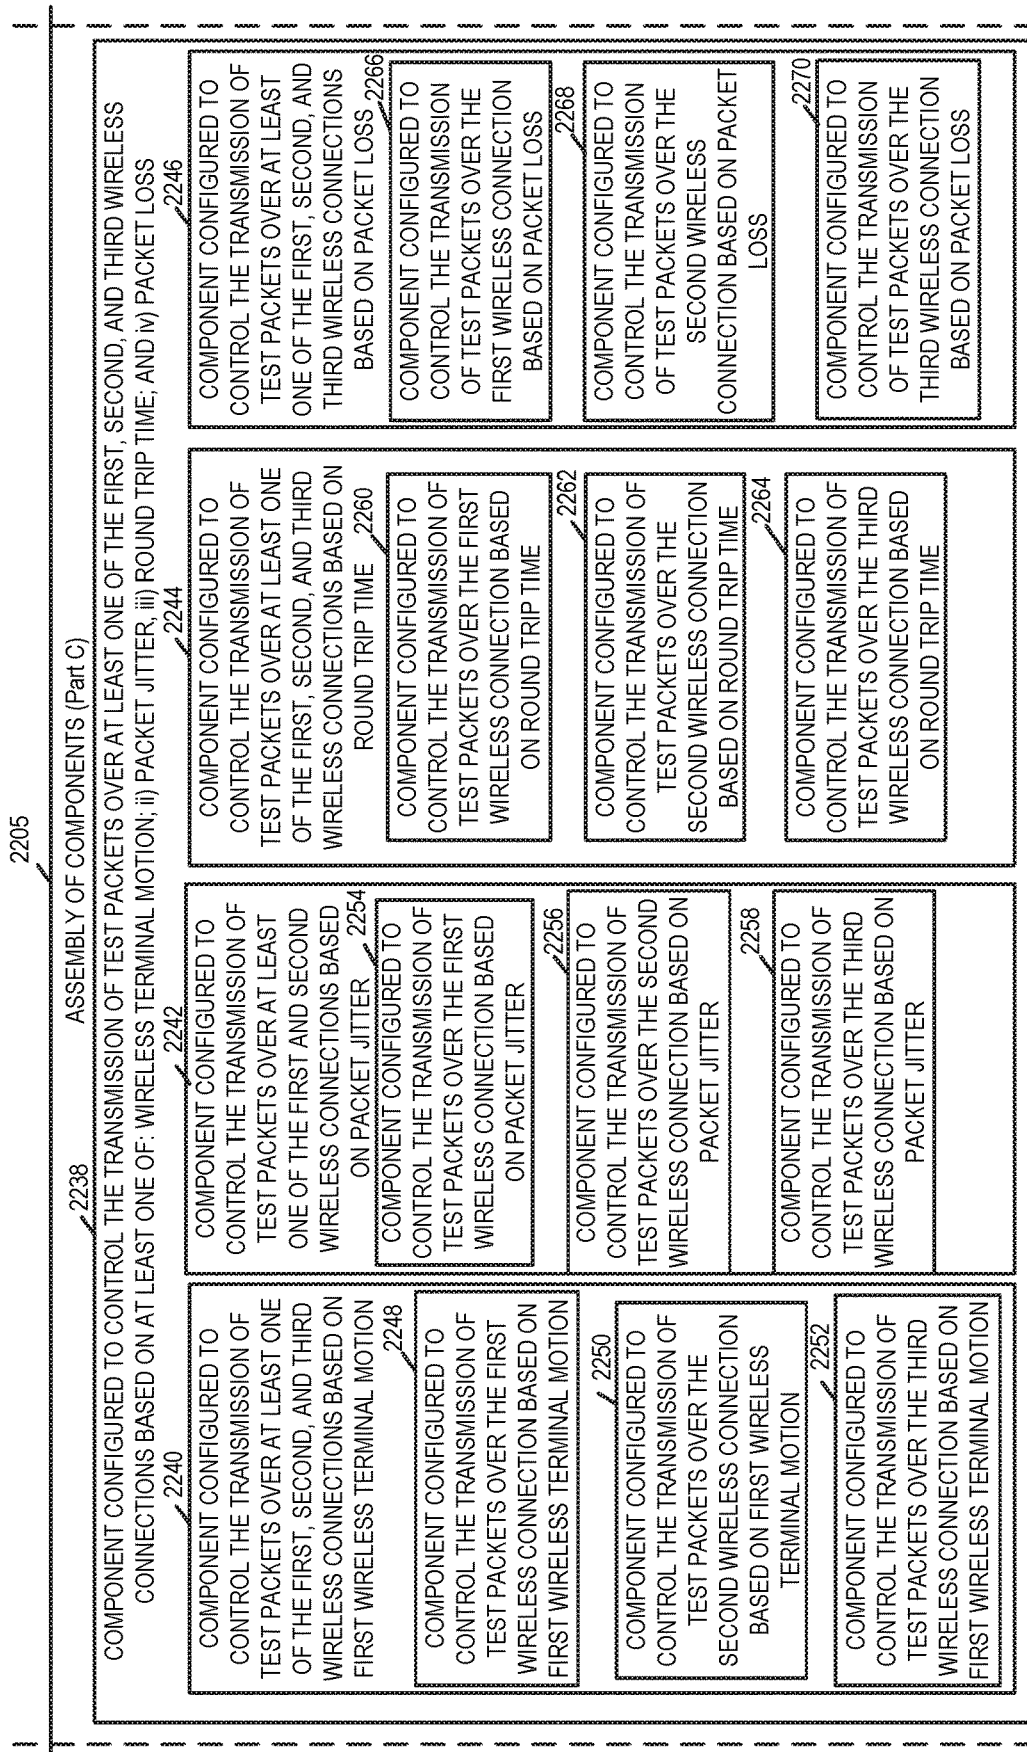 2205
ASSEMBLY OF COMPONENTS (Part C)
2238
COMPONENT CONFIGURED TO CONTROL THE TRANSMISSION OF TEST PACKETS OVER AT LEAST ONE OF THE FIRST, SECOND, AND THIRD WIRELESS
CONNECTIONS BASED ON AT LEAST ONE OF: WIRELESS TERMINAL MOTION; ii) PACKET JITTER, iii) ROUND TRIP TIME; AND iv) PACKET LOSS
2240
COMPONENT CONFIGURED TO
CONTROL THE TRANSMISSION OF
TEST PACKETS OVER AT LEAST ONE
OF THE FIRST, SECOND, AND THIRD
WIRELESS CONNECTIONS BASED ON
FIRST WIRELESS TERMINAL MOTION
2248
COMPONENT CONFIGURED TO
CONTROL THE TRANSMISSION OF
TEST PACKETS OVER THE FIRST
WIRELESS CONNECTION BASED ON
FIRST WIRELESS TERMINAL MOTION
2250
COMPONENT CONFIGURED TO
CONTROL THE TRANSMISSION OF
TEST PACKETS OVER THE
SECOND WIRELESS CONNECTION
BASED ON FIRST WIRELESS
TERMINAL MOTION
2252
COMPONENT CONFIGURED TO
CONTROL THE TRANSMISSION OF
TEST PACKETS OVER THE THIRD
WIRELESS CONNECTION BASED ON
FIRST WIRELESS TERMINAL MOTION
2242
COMPONENT CONFIGURED TO
CONTROL THE TRANSMISSION OF
TEST PACKETS OVER AT LEAST
ONE OF THE FIRST AND SECOND
WIRELESS CONNECTIONS BASED
ON PACKET JITTER
2254
COMPONENT CONFIGURED TO
CONTROL THE TRANSMISSION OF
TEST PACKETS OVER THE FIRST
WIRELESS CONNECTION BASED
ON PACKET JITTER
2256
COMPONENT CONFIGURED TO
CONTROL THE TRANSMISSION OF
TEST PACKETS OVER THE SECOND
WIRELESS CONNECTION BASED ON
PACKET JITTER
2258
COMPONENT CONFIGURED TO
CONTROL THE TRANSMISSION OF
TEST PACKETS OVER THE THIRD
WIRELESS CONNECTION BASED ON
PACKET JITTER
2244
COMPONENT CONFIGURED TO
CONTROL THE TRANSMISSION OF
TEST PACKETS OVER AT LEAST ONE
OF THE FIRST, SECOND, AND THIRD
WIRELESS CONNECTIONS BASED ON
ROUND TRIP TIME
2260
COMPONENT CONFIGURED TO
CONTROL THE TRANSMISSION OF
TEST PACKETS OVER THE FIRST
WIRELESS CONNECTION BASED
ON ROUND TRIP TIME
2262
COMPONENT CONFIGURED TO
CONTROL THE TRANSMISSION OF
TEST PACKETS OVER THE
SECOND WIRELESS CONNECTION
BASED ON ROUND TRIP TIME
2264
COMPONENT CONFIGURED TO
CONTROL THE TRANSMISSION OF
TEST PACKETS OVER THE THIRD
WIRELESS CONNECTION BASED
ON ROUND TRIP TIME
2246
COMPONENT CONFIGURED TO
CONTROL THE TRANSMISSION OF
TEST PACKETS OVER AT LEAST
ONE OF THE FIRST, SECOND, AND
THIRD WIRELESS CONNECTIONS
BASED ON PACKET LOSS
2266
COMPONENT CONFIGURED TO
CONTROL THE TRANSMISSION
OF TEST PACKETS OVER THE
FIRST WIRELESS CONNECTION
BASED ON PACKET LOSS
2268
COMPONENT CONFIGURED TO
CONTROL THE TRANSMISSION
OF TEST PACKETS OVER THE
SECOND WIRELESS
CONNECTION BASED ON PACKET
LOSS
2270
COMPONENT CONFIGURED TO
CONTROL THE TRANSMISSION
OF TEST PACKETS OVER THE
THIRD WIRELESS CONNECTION
BASED ON PACKET LOSS